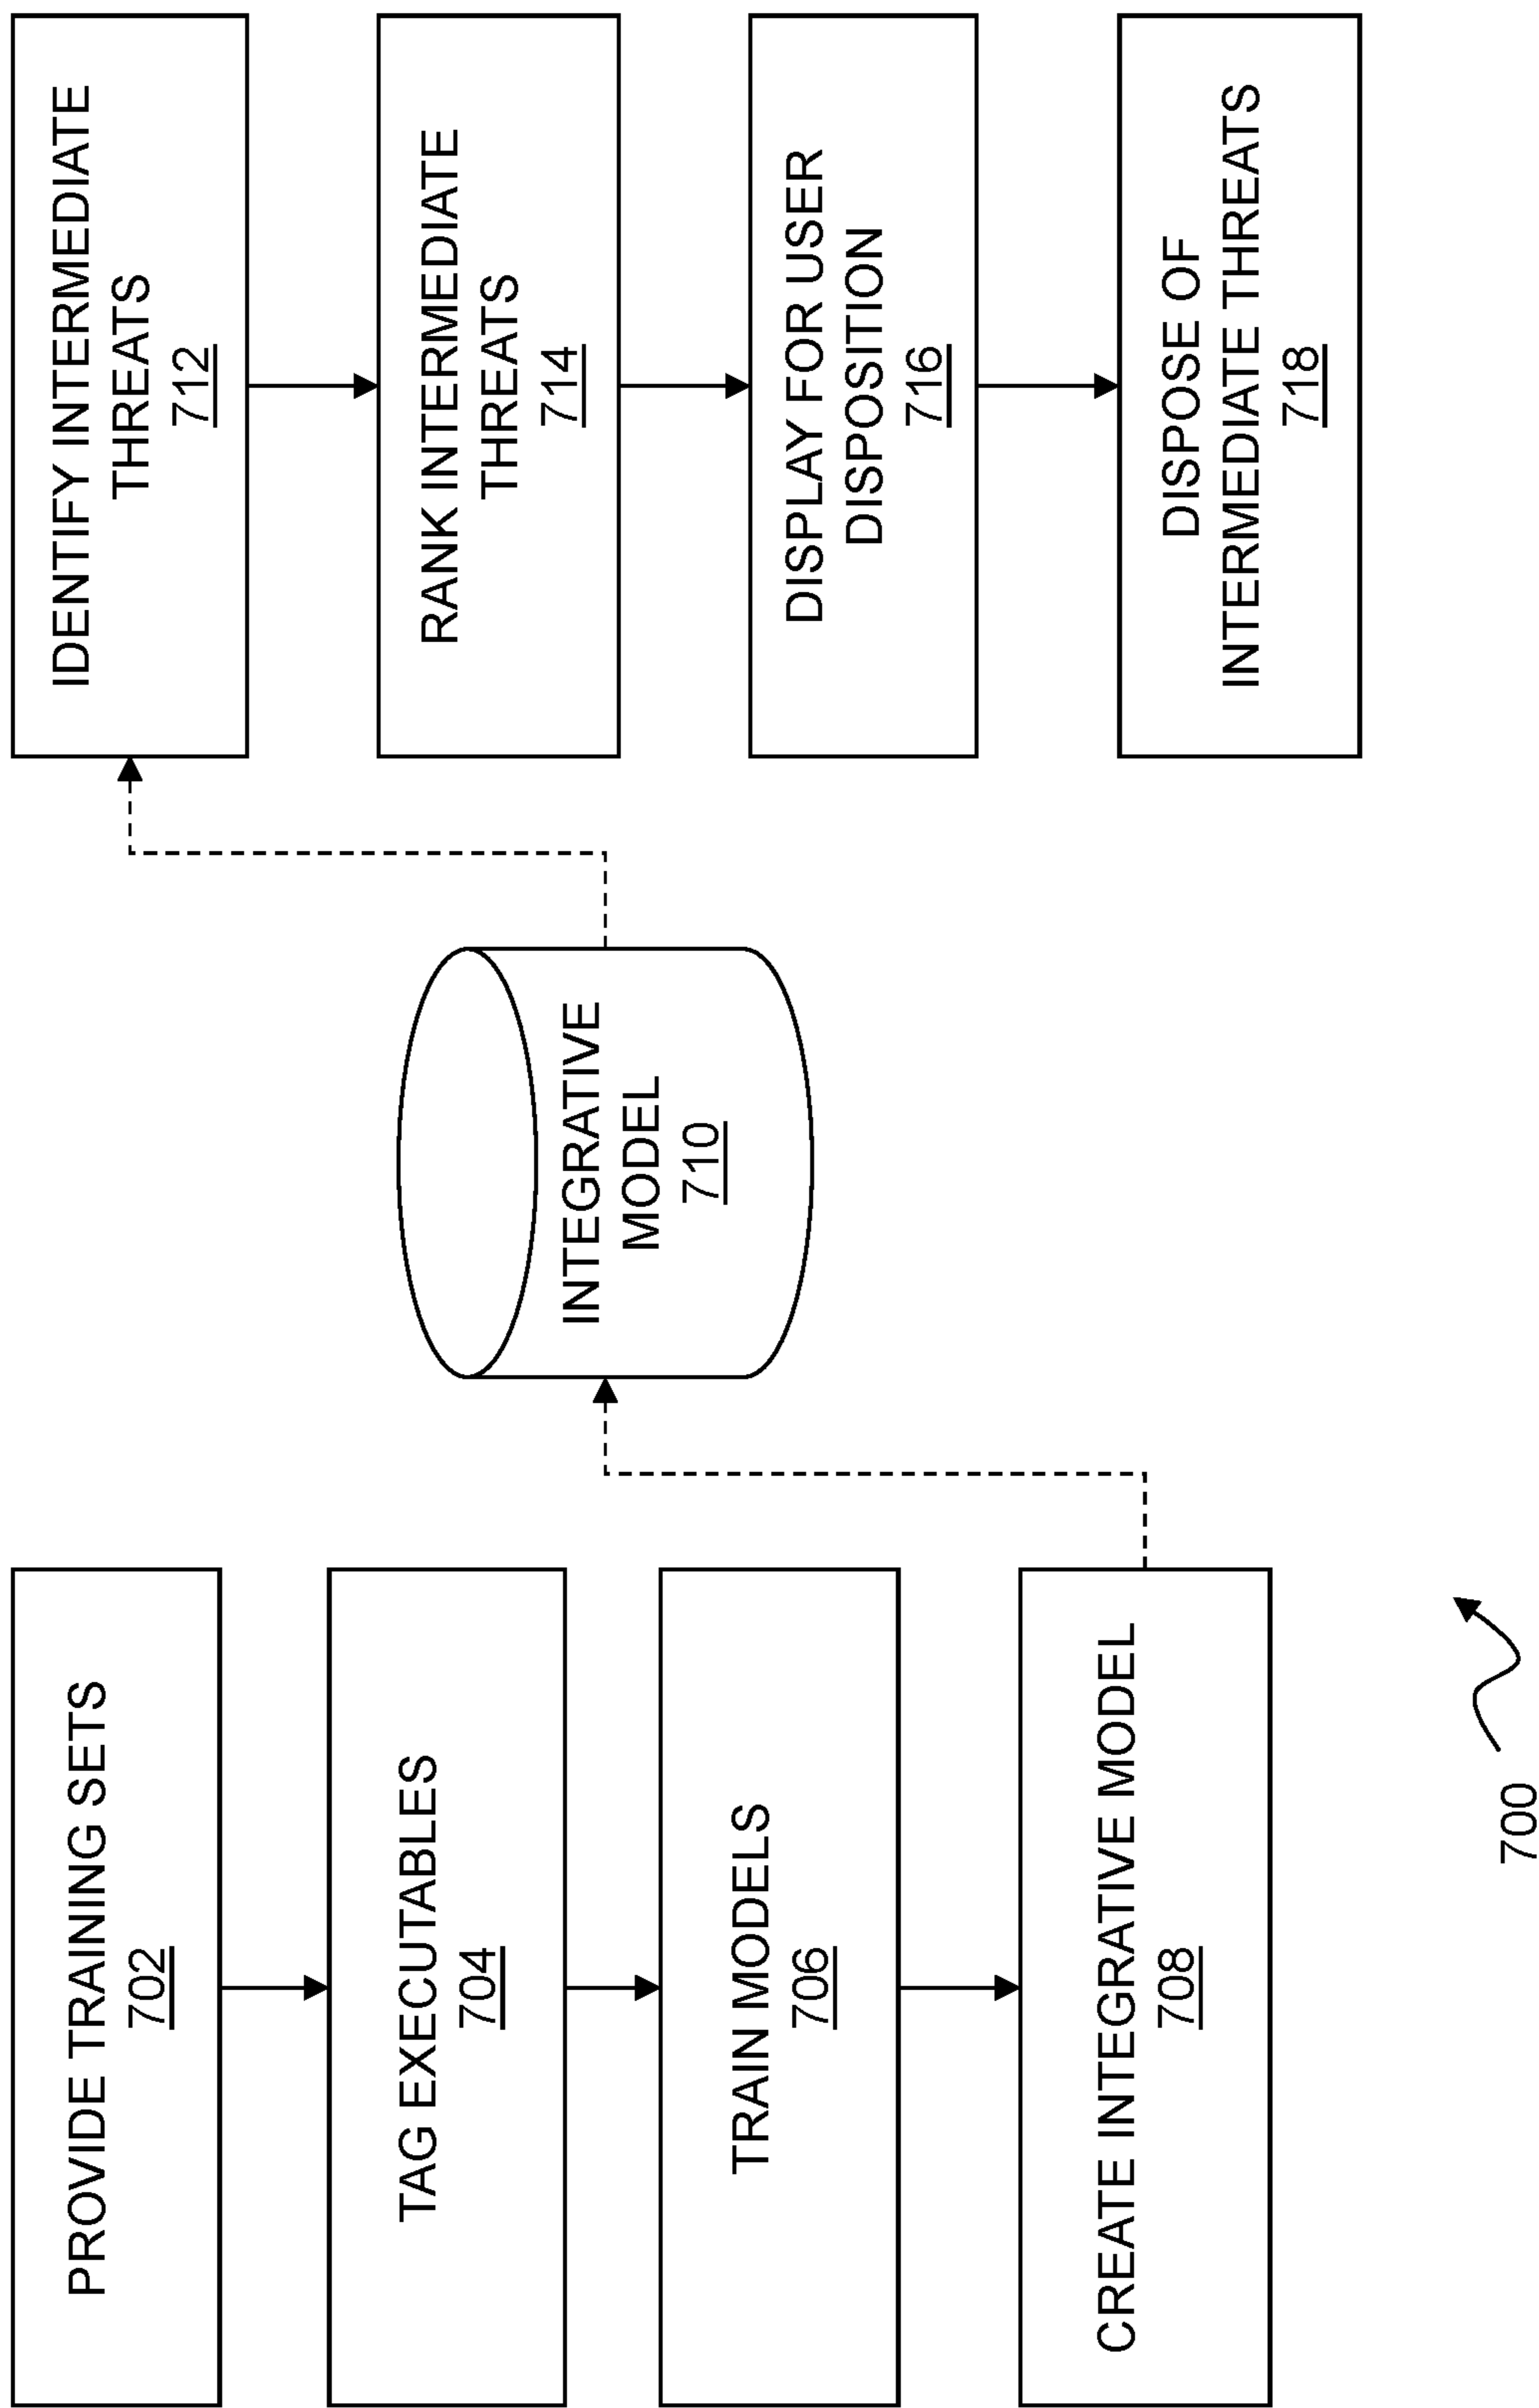 PROVIDE TRAINING SETS
702
TAG EXECUTABLES
704
TRAIN MODELS
706
CREATE INTEGRATIVE MODEL
708
INTEGRATIVE
MODEL
710
IDENTIFY INTERMEDIATE
THREATS
712
RANK INTERMEDIATE
THREATS
714
DISPLAY FOR USER
DISPOSITION
716
DISPOSE OF
INTERMEDIATE THREATS
718
700